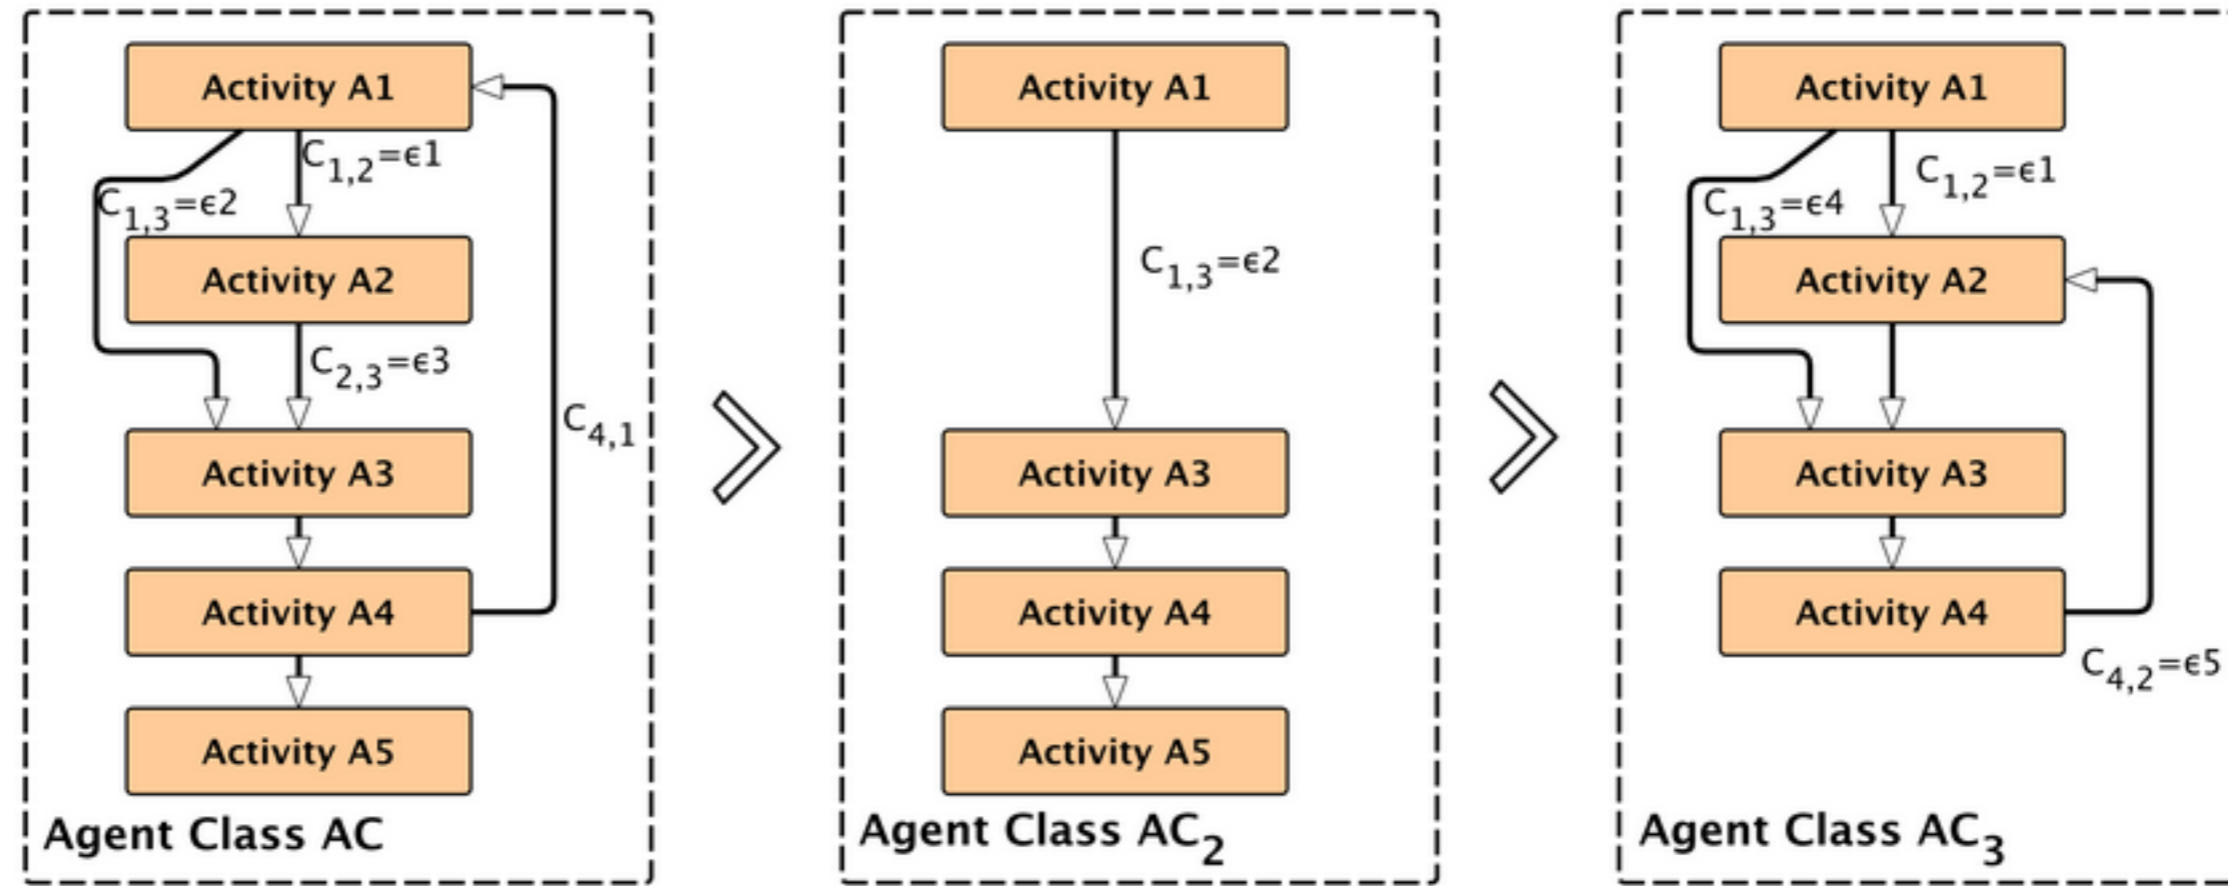 Activity A1
C1,2=ϵ1
C1,3=ϵ2
Activity A2
C2,3=ϵ3
C4,1
Activity A3
Activity A4
Activity A5
Agent Class AC
Activity A1
C1,3=ϵ2
Activity A3
Activity A4
Activity A5
Agent Class AC2
Activity A1
C1,2=ϵ1
C1,3=ϵ4
Activity A2
Activity A3
Activity A4
C4,2=ϵ5
Agent Class AC3